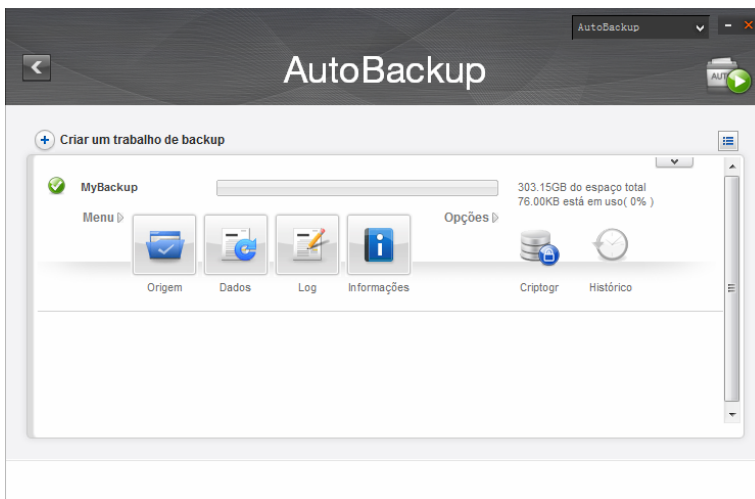 AutoBackup
AutoBackup
AUT
Criar um trabalho de backup
MyBackup
303.15GB do espaço total
76.00KB está em uso( 0% )
Menu
Opções
Origem
Dados
Log
Informações
Criptogr
Histórico